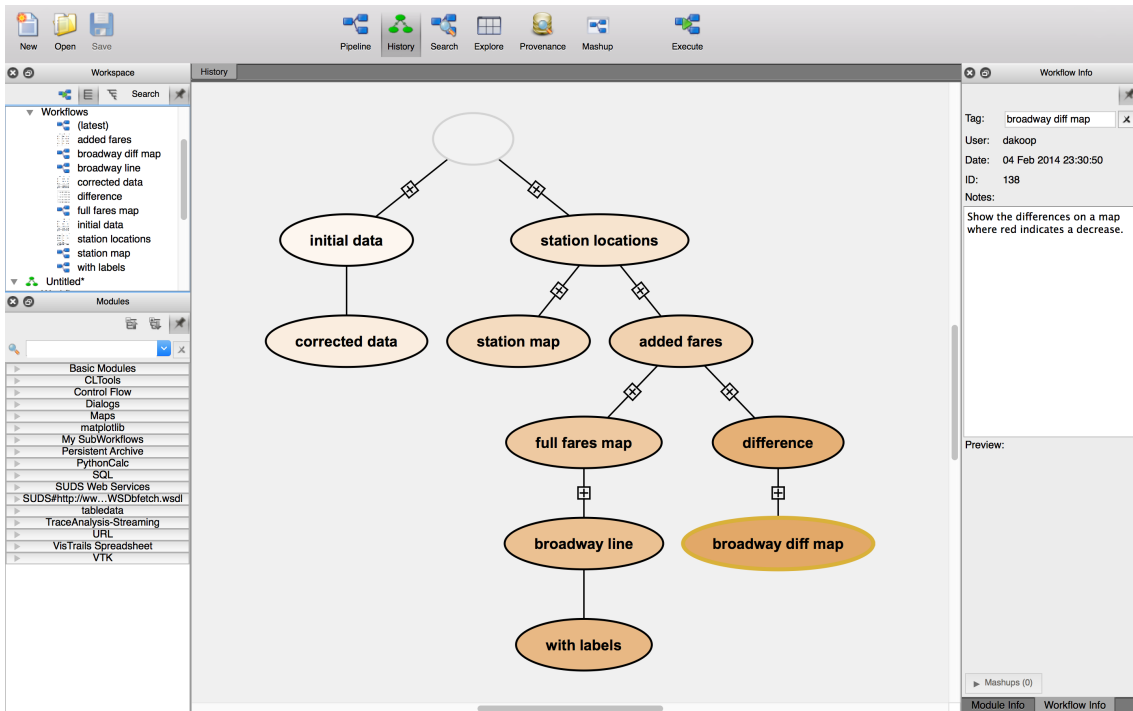 New Open Save Pipeline History Search Explore Provenance Mashup Execute
Workspace
Search
Workflows
(latest)
added fares
broadway diff map
broadway line
corrected data
difference
full fares map
initial data
station locations
station map
with labels
Untitled*
Modules
Basic Modules
CLTools
Control Flow
Dialogs
Maps
matplotlib
My SubWorkflows
Persistent Archive
PythonCalc
SQL
SUDS Web Services
SUDS#http://ww...WSDbfetch.wsdl
tabledata
TraceAnalysis-Streaming
URL
VisTrails Spreadsheet
VTK
History
initial data
station locations
corrected data
station map
added fares
full fares map
difference
broadway line
broadway diff map
with labels
Workflow Info
Tag: broadway diff map
User: dakoop
Date: 04 Feb 2014 23:30:50
ID: 138
Notes:
Show the differences on a map
where red indicates a decrease.
Preview:
Mashups (0)
Module Info Workflow Info